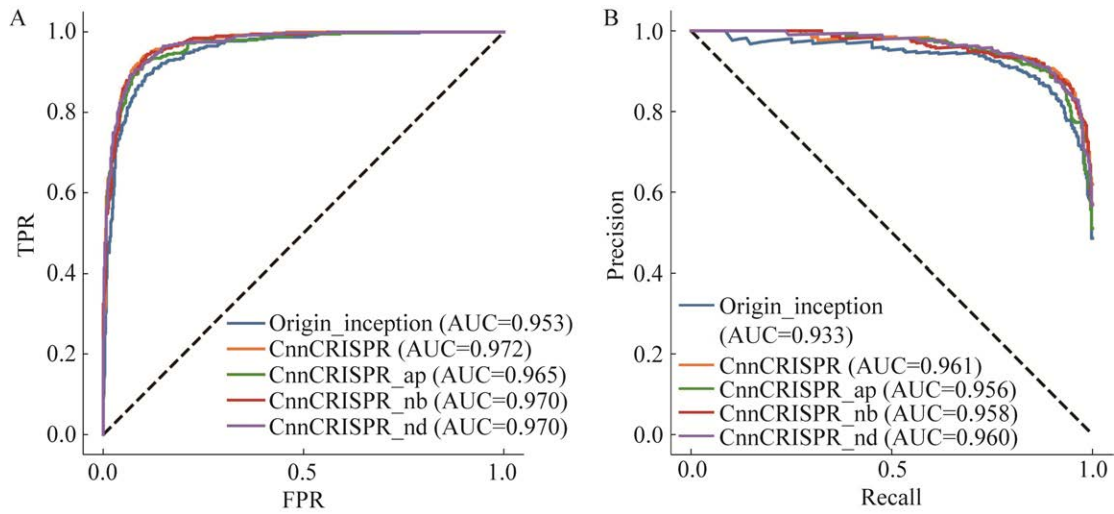 A
1.0
0.8
0.6
0.4
0.2
0.0
TPR
0.0
0.5
1.0
FPR
Origin_inception (AUC=0.953)
CnnCRISPR (AUC=0.972)
CnnCRISPR_ap (AUC=0.965)
CnnCRISPR_nb (AUC=0.970)
CnnCRISPR_nd (AUC=0.970)
B
1.0
0.8
0.6
0.4
0.2
0.0
Precision
0.0
0.5
1.0
Recall
Origin_inception
(AUC=0.933)
CnnCRISPR (AUC=0.961)
CnnCRISPR_ap (AUC=0.956)
CnnCRISPR_nb (AUC=0.958)
CnnCRISPR_nd (AUC=0.960)